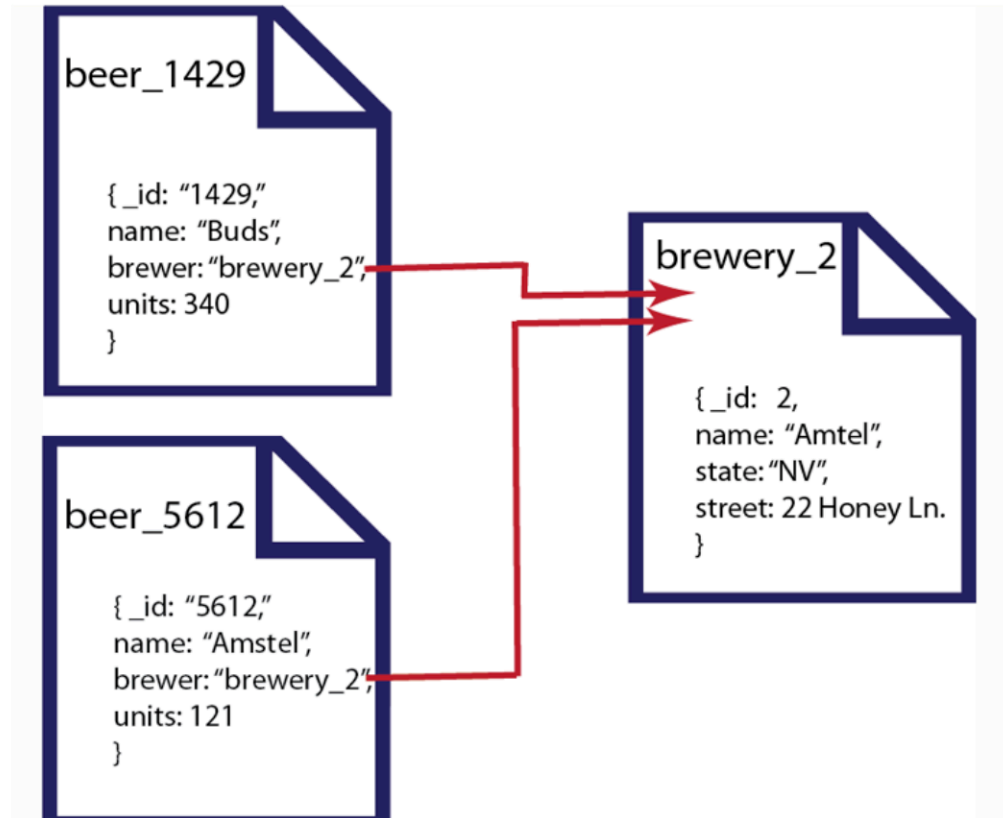 beer_1429
{ _id: “1429,”
name: “Buds”,
brewer: “brewery_2”,
units: 340
}
beer_5612
{ _id: “5612,”
name: “Amstel”,
brewer: “brewery_2”,
units: 121
}
brewery_2
{ _id: 2,
name: “Amtel”,
state: “NV”,
street: 22 Honey Ln.
}